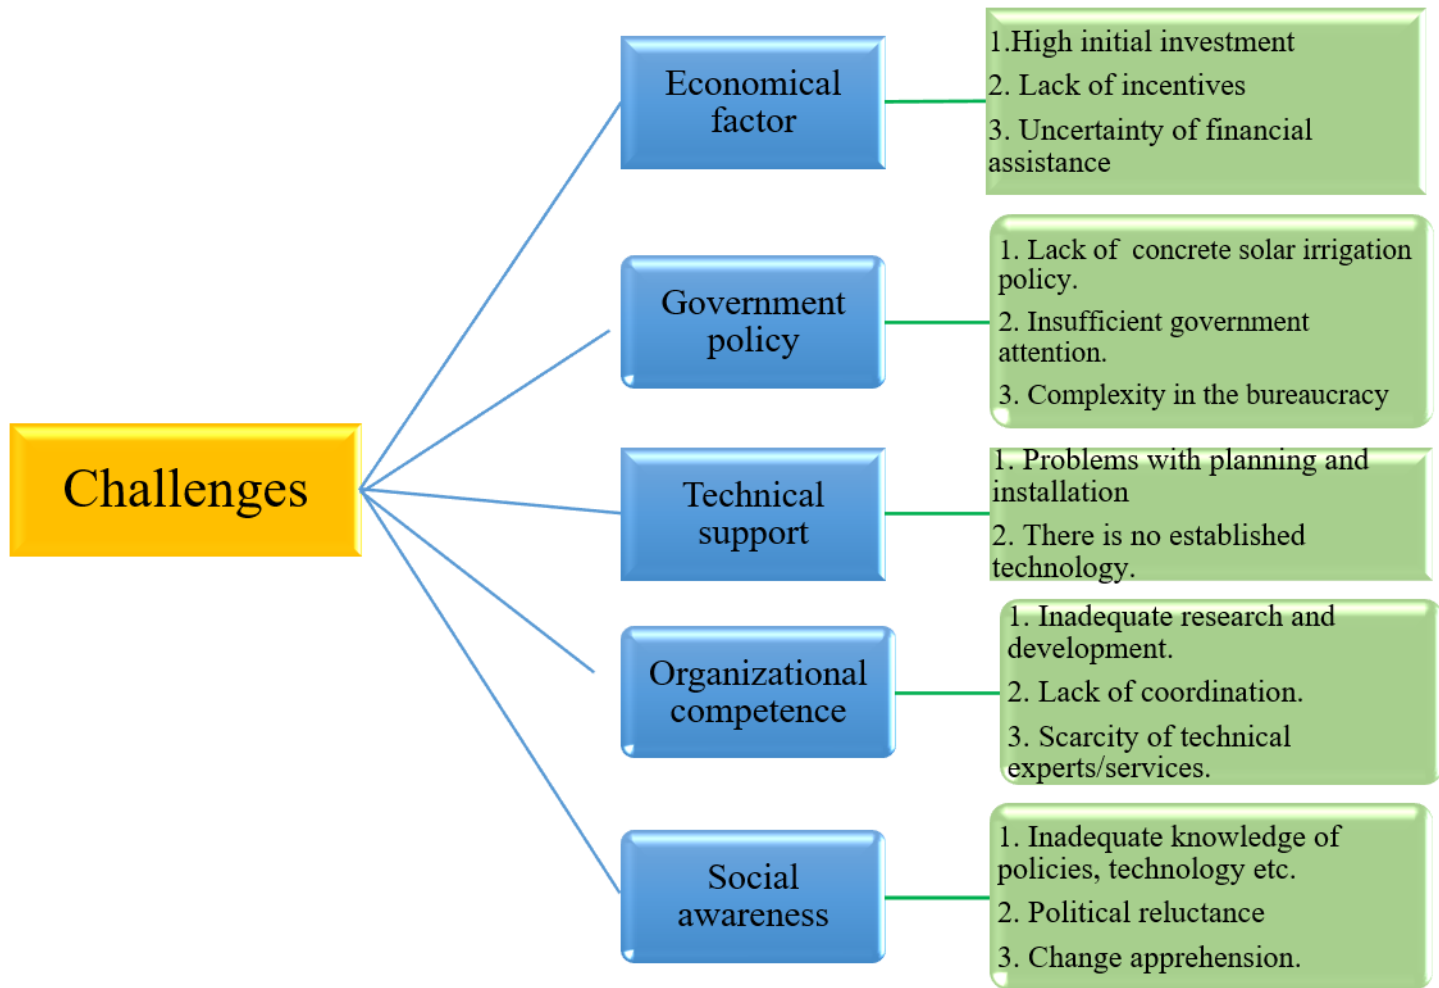 Challenges
Economical
factor
1.High initial investment
2. Lack of incentives
3. Uncertainty of financial
assistance
Government
policy
1. Lack of  concrete solar irrigation
policy.
2. Insufficient government
attention.
3. Complexity in the bureaucracy
Technical
support
1. Problems with planning and
installation
2. There is no established
technology.
Organizational
competence
1. Inadequate research and
development.
2. Lack of coordination.
3. Scarcity of technical
experts/services.
Social
awareness
1. Inadequate knowledge of
policies, technology etc.
2. Political reluctance
3. Change apprehension.